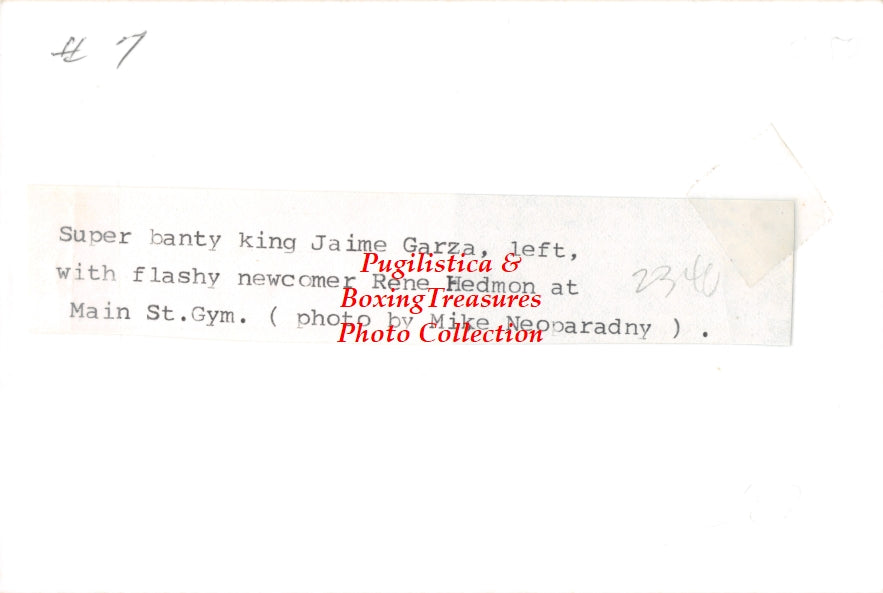 # 7
Super banty king Jaime Garza, left,
with flashy newcomer Rene Hedmon at
Main St.Gym. ( photo by Mike Neoparadny ) .
Pugilistica &
BoxingTreasures
Photo Collection